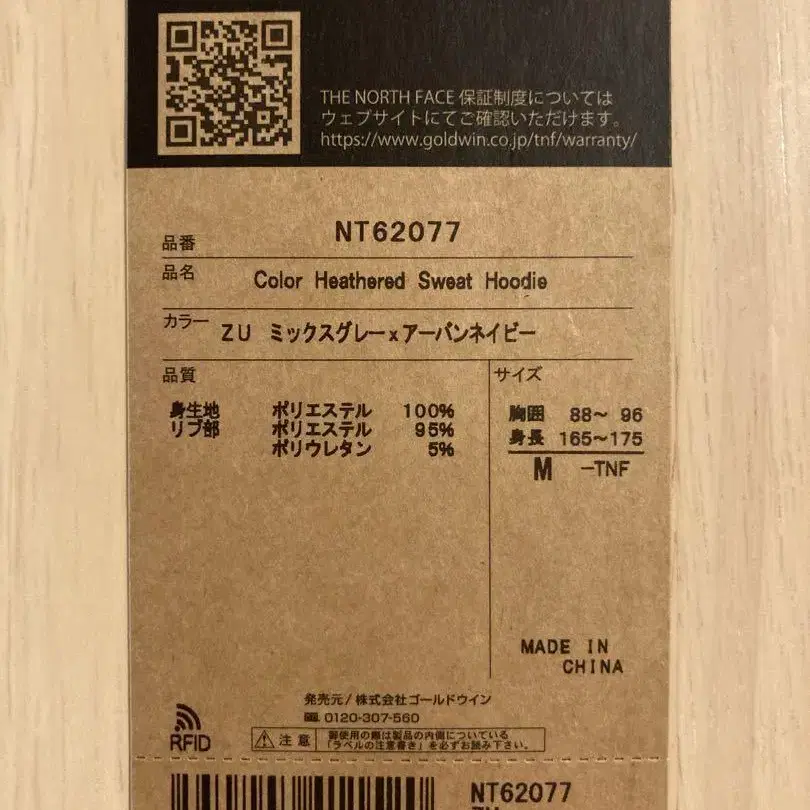 THE NORTH FACE 保証制度については
ウェブサイトにてご確認いただけます。
https://www.goldwin.co.jp/tnf/warranty/
品番 NT62077
品名 Color Heathered Sweat Hoodie
カラー ZU ミックスグレーxアーバンネイビー
品質
身生地 ポリエステル 100%
リブ部 ポリエステル 95%
ポリウレタン 5%
サイズ
胸囲 88～ 96
身長 165～175
M -TNF
MADE IN
CHINA
発売元/株式会社ゴールドウイン
0120-307-560
RFID
注意
御使用の際は製品の内側についている
「ラベルの注意書き」を必ずお読み下さい。
NT62077
ZU